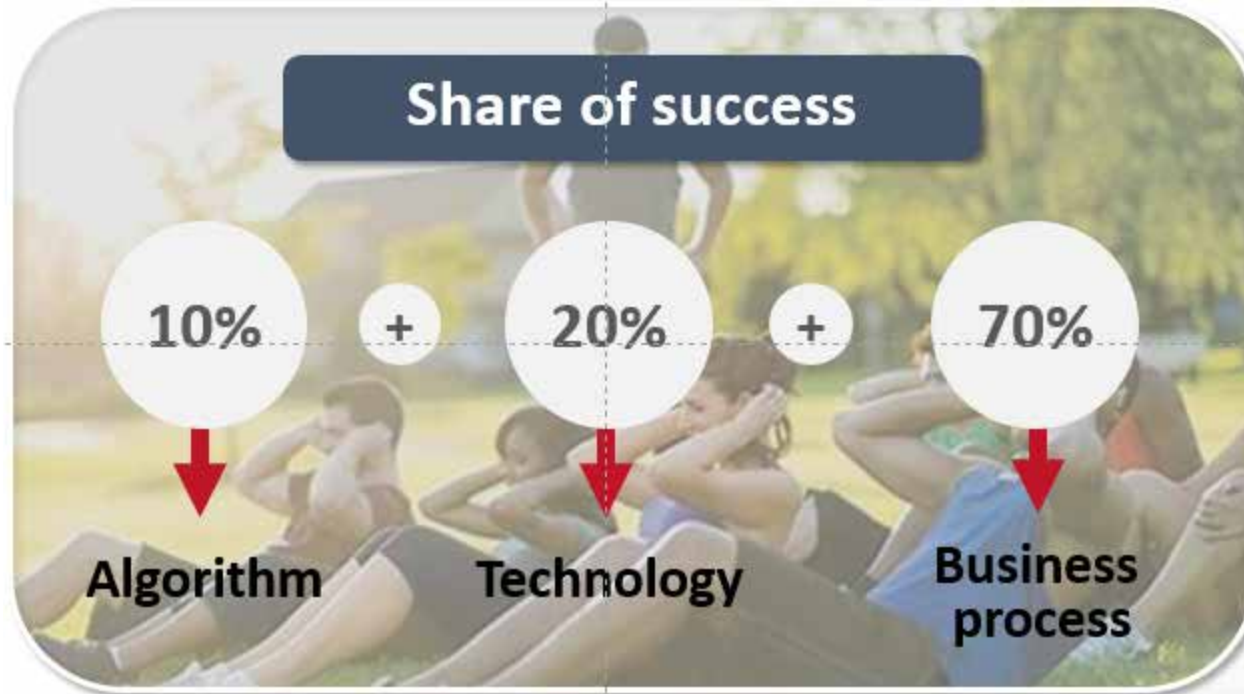 Share of success
10% + 20% + 70%
Algorithm Technology Business
process